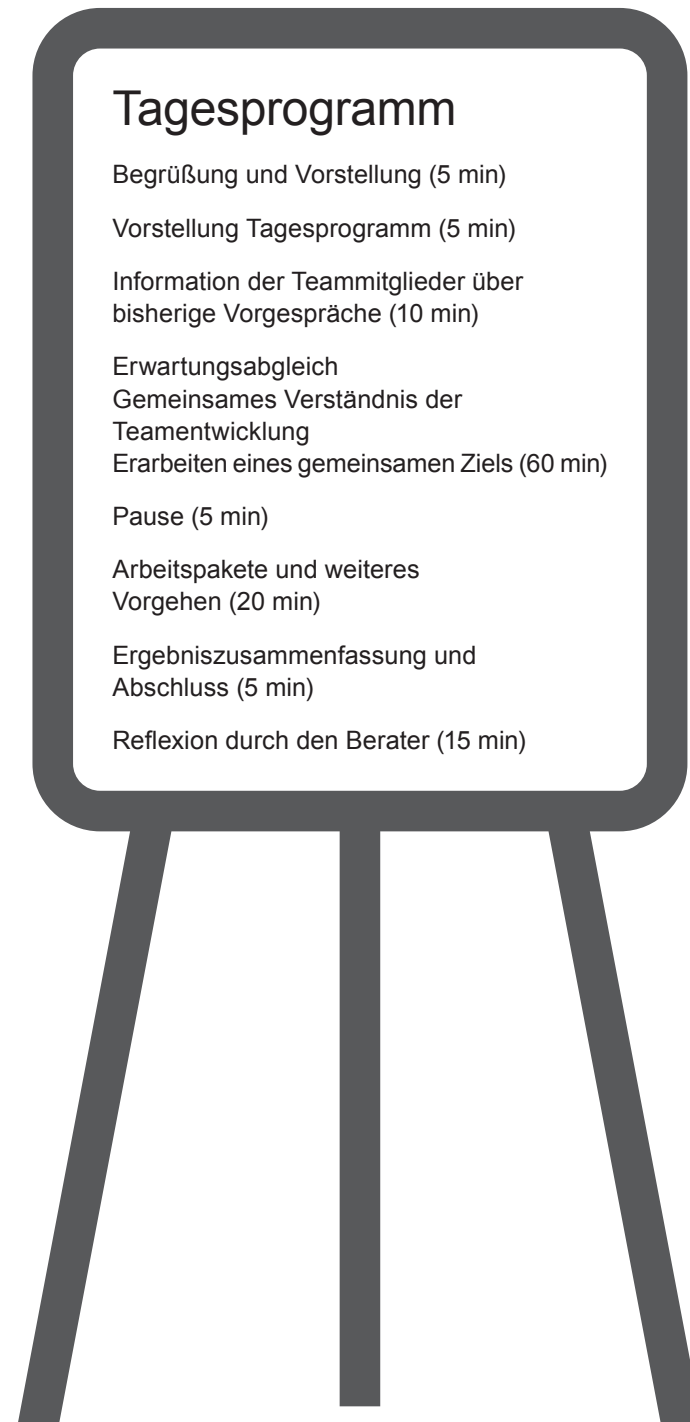 Tagesprogramm
Begrüßung und Vorstellung (5 min)
Vorstellung Tagesprogramm (5 min)
Information der Teammitglieder über
bisherige Vorgespräche (10 min)
Erwartungsabgleich
Gemeinsames Verständnis der
Teamentwicklung
Erarbeiten eines gemeinsamen Ziels (60 min)
Pause (5 min)
Arbeitspakete und weiteres
Vorgehen (20 min)
Ergebniszusammenfassung und
Abschluss (5 min)
Reflexion durch den Berater (15 min)